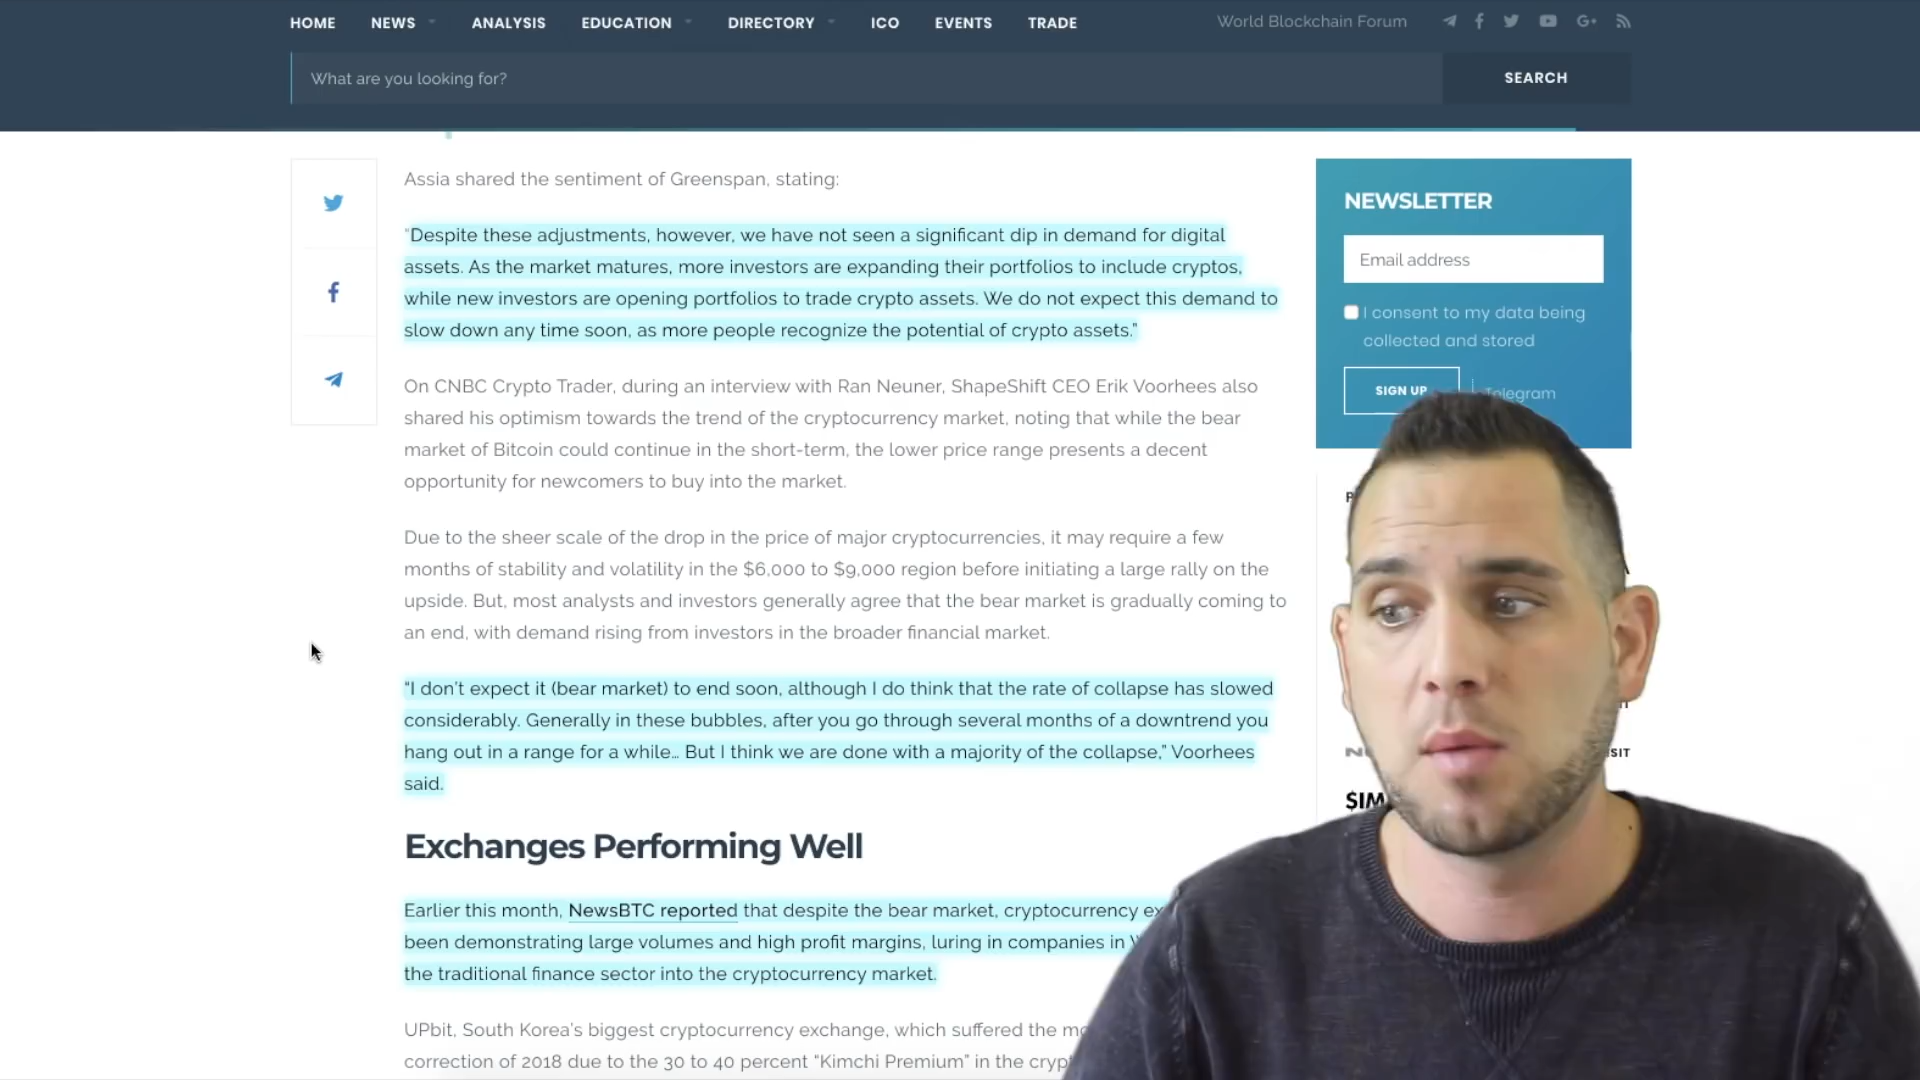 HOME NEWS ANALYSIS EDUCATION DIRECTORY ICO EVENTS TRADE World Blockchain Forum
What are you looking for? SEARCH
Assia shared the sentiment of Greenspan, stating:
“Despite these adjustments, however, we have not seen a significant dip in demand for digital
assets. As the market matures, more investors are expanding their portfolios to include cryptos,
while new investors are opening portfolios to trade crypto assets. We do not expect this demand to
slow down any time soon, as more people recognize the potential of crypto assets.”
On CNBC Crypto Trader, during an interview with Ran Neuner, ShapeShift CEO Erik Voorhees also
shared his optimism towards the trend of the cryptocurrency market, noting that while the bear
market of Bitcoin could continue in the short-term, the lower price range presents a decent
opportunity for newcomers to buy into the market.
Due to the sheer scale of the drop in the price of major cryptocurrencies, it may require a few
months of stability and volatility in the $6,000 to $9,000 region before initiating a large rally on the
upside. But, most analysts and investors generally agree that the bear market is gradually coming to
an end, with demand rising from investors in the broader financial market.
“I don’t expect it (bear market) to end soon, although I do think that the rate of collapse has slowed
considerably. Generally in these bubbles, after you go through several months of a downtrend you
hang out in a range for a while… But I think we are done with a majority of the collapse,” Voorhees
said.
Exchanges Performing Well
Earlier this month, NewsBTC reported that despite the bear market, cryptocurrency
been demonstrating large volumes and high profit margins, luring in companies in
the traditional finance sector into the cryptocurrency market.
UPbit, South Korea’s biggest cryptocurrency exchange, which suffered the
correction of 2018 due to the 30 to 40 percent “Kimchi Premium” in the
NEWSLETTER
Email address
I consent to my data being
collected and stored
SIGN UP Telegram